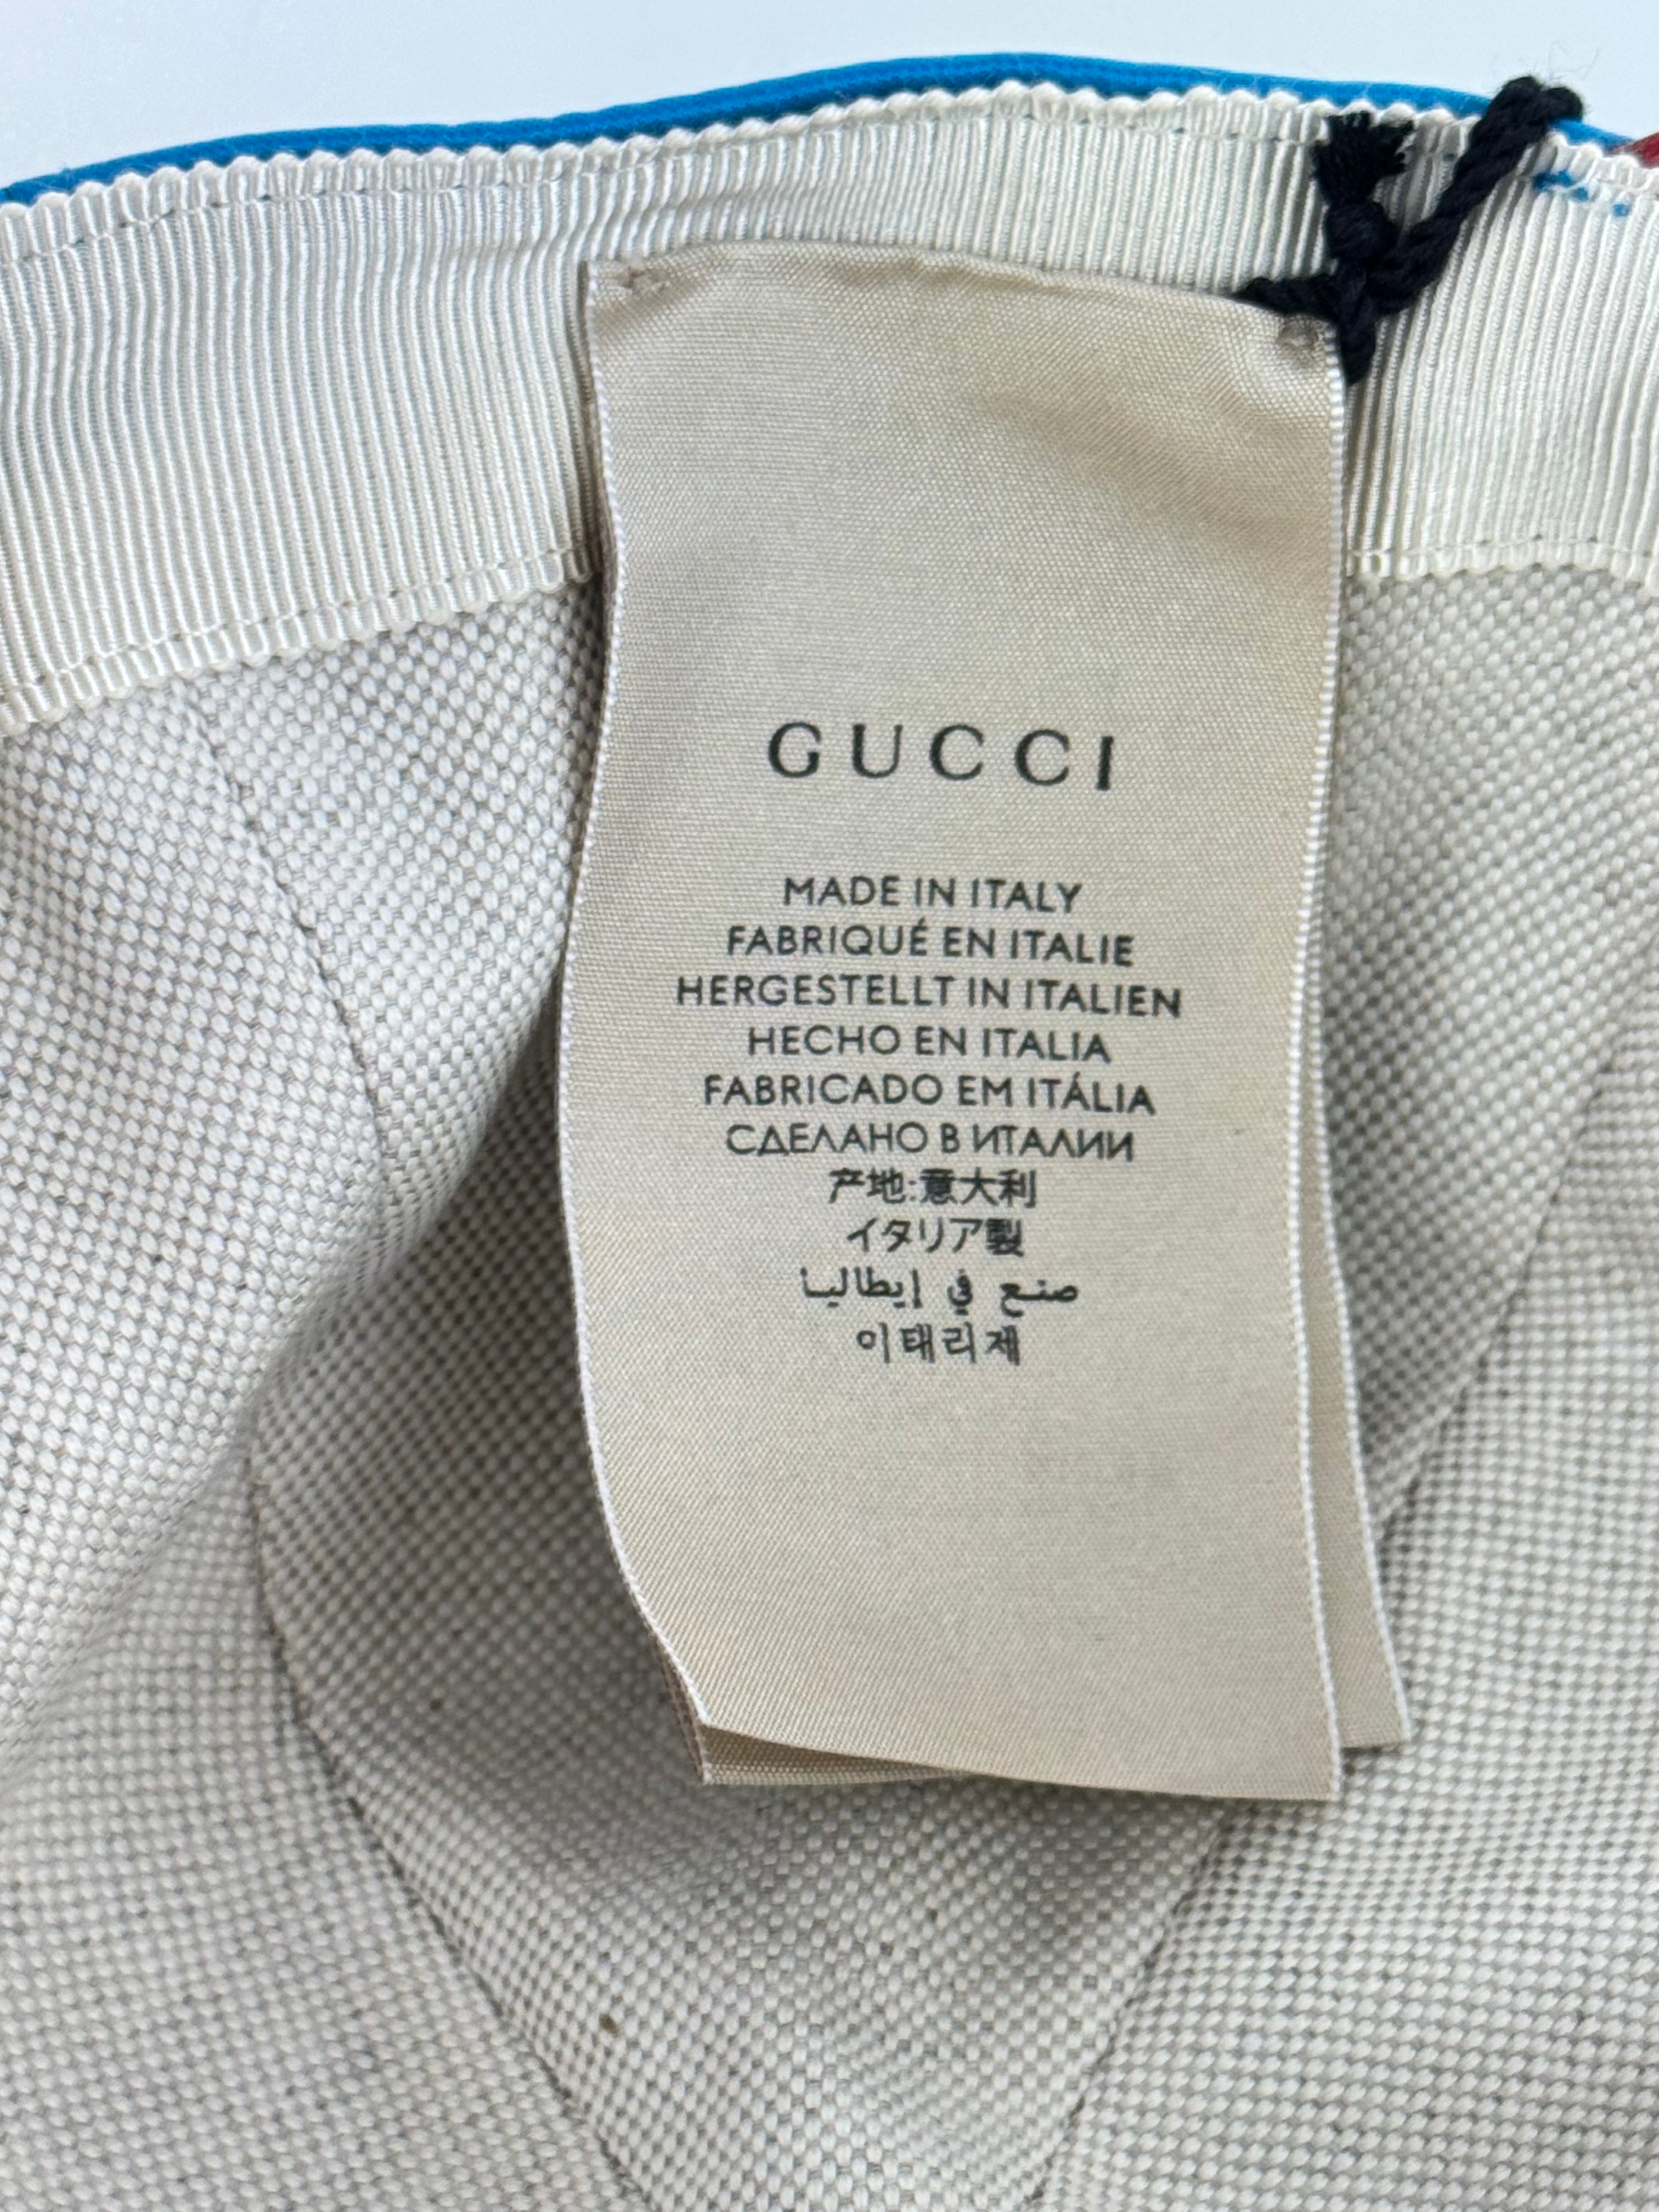 GUCCI
MADE IN ITALY
FABRIQUÉ EN ITALIE
HERGESTELLT IN ITALIEN
HECHO EN ITALIA
FABRICADO EM ITÁLIA
СДЕЛАНО В ИТАЛИИ
产地:意大利
イタリア製
صنع في إيطاليا
이태리제